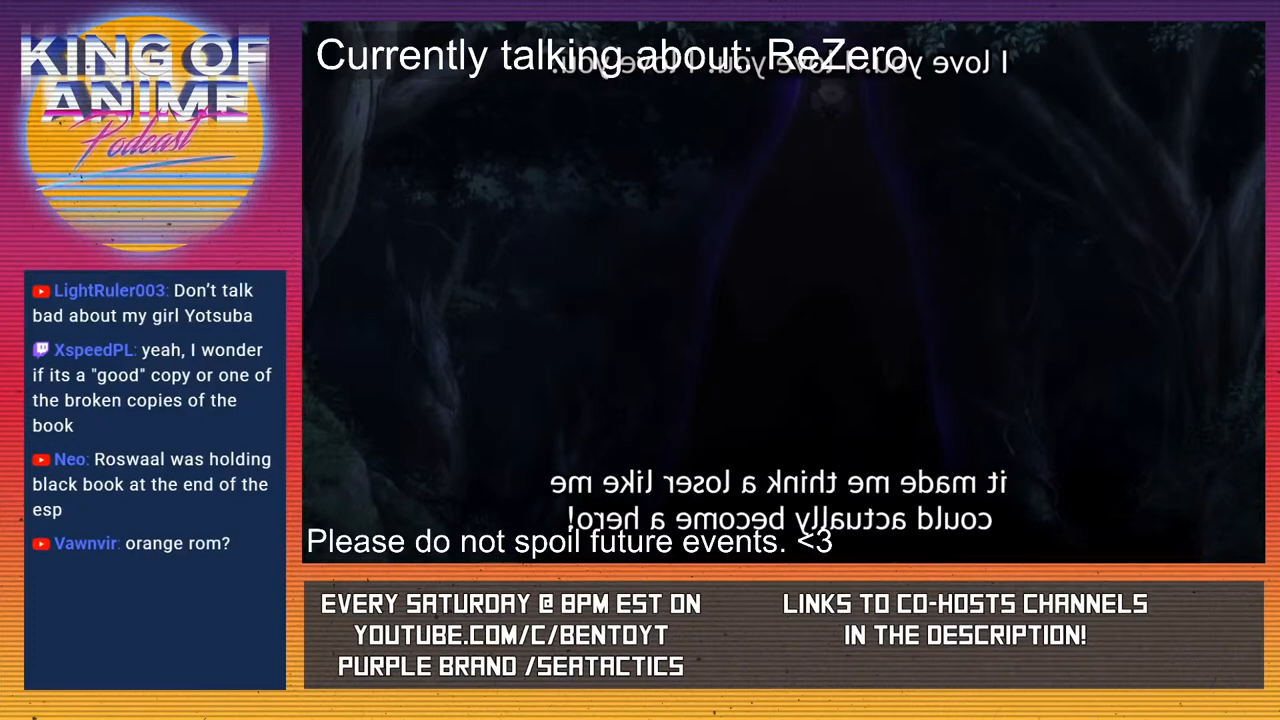 KING OF
ANIME
Podcast
Currently talking about: ReZero
I love you. I love you. I love you.
LightRuler003: Don't talk
bad about my girl Yotsuba
XspeedPL: yeah, I wonder
if its a "good" copy or one of
the broken copies of the
book
Neo: Roswaal was holding
black book at the end of the
esp
Vawnvir: orange rom?
it made me think a loser like me
could actually become a hero!
Please do not spoil future events. <3
EVERY SATURDAY @ 8PM EST ON
YOUTUBE.COM/C/BENTOYT
PURPLE BRAND /SEATACTICS
LINKS TO CO-HOSTS CHANNELS
IN THE DESCRIPTION!